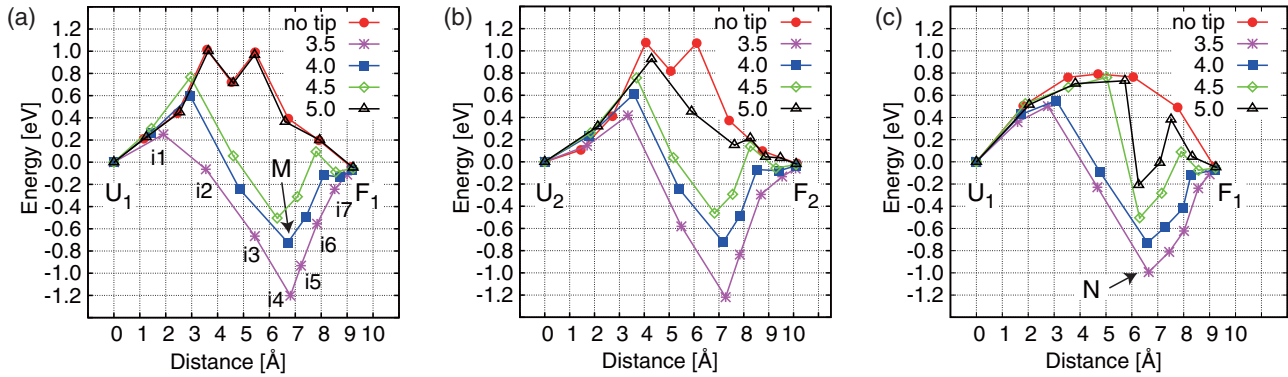 (a)
no tip
3.5
4.0
4.5
5.0
1.2
1.0
0.8
0.6
0.4
0.2
0.0
-0.2
-0.4
-0.6
-0.8
-1.0
-1.2
Energy [eV]
U1
i1
i2
i3
i4
i5
i6
i7
M
F1
0 1 2 3 4 5 6 7 8 9 10
Distance [Å]
(b)
no tip
3.5
4.0
4.5
5.0
1.2
1.0
0.8
0.6
0.4
0.2
0.0
-0.2
-0.4
-0.6
-0.8
-1.0
-1.2
Energy [eV]
U2
F2
0 1 2 3 4 5 6 7 8 9 10
Distance [Å]
(c)
no tip
3.5
4.0
4.5
5.0
1.2
1.0
0.8
0.6
0.4
0.2
0.0
-0.2
-0.4
-0.6
-0.8
-1.0
-1.2
Energy [eV]
U1
N
F1
0 1 2 3 4 5 6 7 8 9 10
Distance [Å]